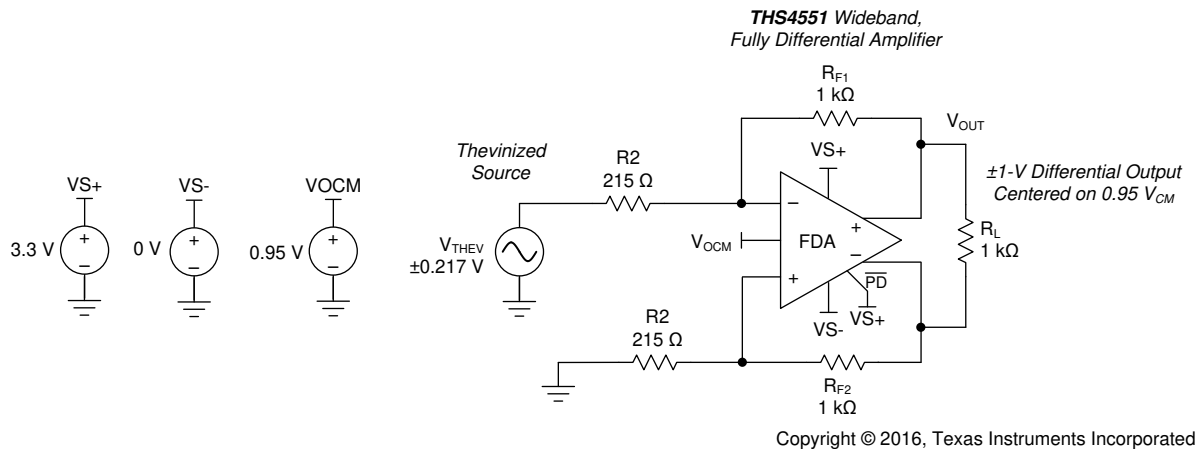 THS4551 Wideband,
Fully Differential Amplifier
RF1
1 kΩ
VOUT
Thevinized
Source
R2
215 Ω
VS+
±1-V Differential Output
Centered on 0.95 VCM
VS+
VS-
VOCM
3.3 V
+
−
0 V
+
−
0.95 V
+
−
VTHEV
±0.217 V
VOCM
−
FDA
+
+
−
PD
RL
1 kΩ
VS-
VS+
R2
215 Ω
RF2
1 kΩ
Copyright © 2016, Texas Instruments Incorporated